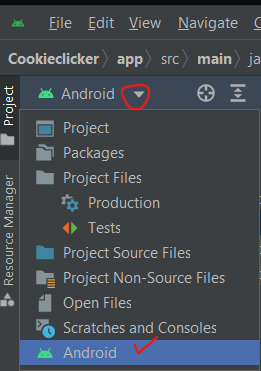 File Edit View Navigate
Cookieclicker app src main ja
Project
Resource Manager
Android
Project
Packages
Project Files
Production
Tests
Project Source Files
Project Non-Source Files
Open Files
Scratches and Consoles
Android